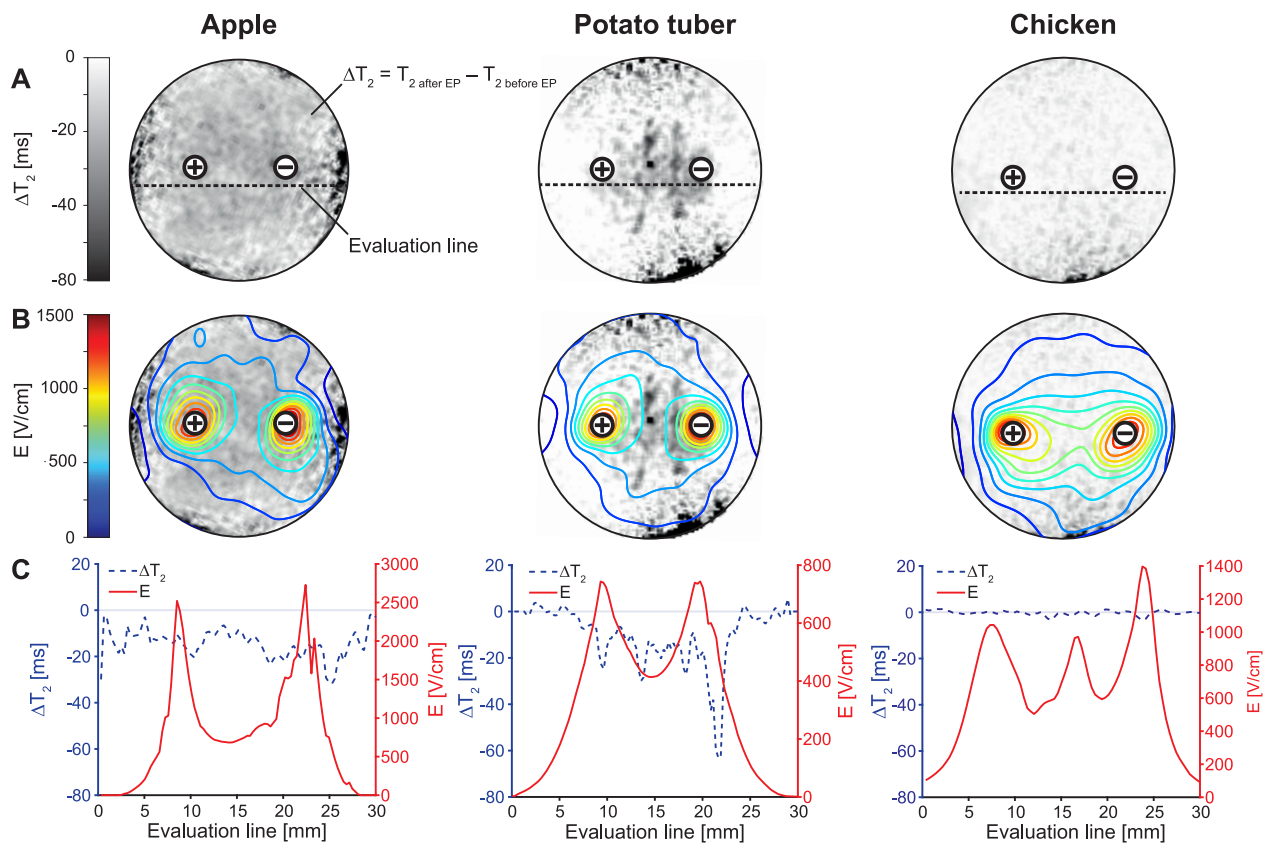 Apple Potato tuber Chicken
A
0
-20
-40
-60
-80
ΔT2 [ms]
ΔT2 = T2 after EP – T2 before EP
+ − + − + −
Evaluation line
B
1500
1000
500
0
E [V/cm]
+ − + − + −
C
20
0
-20
-40
-60
-80
ΔT2 [ms]
ΔT2
E
3000
2500
2000
1500
1000
500
0
E [V/cm]
0 5 10 15 20 25 30
Evaluation line [mm]
20
0
-20
-40
-60
-80
ΔT2 [ms]
ΔT2
E
800
600
400
200
0
E [V/cm]
0 5 10 15 20 25 30
Evaluation line [mm]
20
0
-20
-40
-60
-80
ΔT2 [ms]
ΔT2
E
1400
1200
1000
800
600
400
200
0
E [V/cm]
0 5 10 15 20 25 30
Evaluation line [mm]